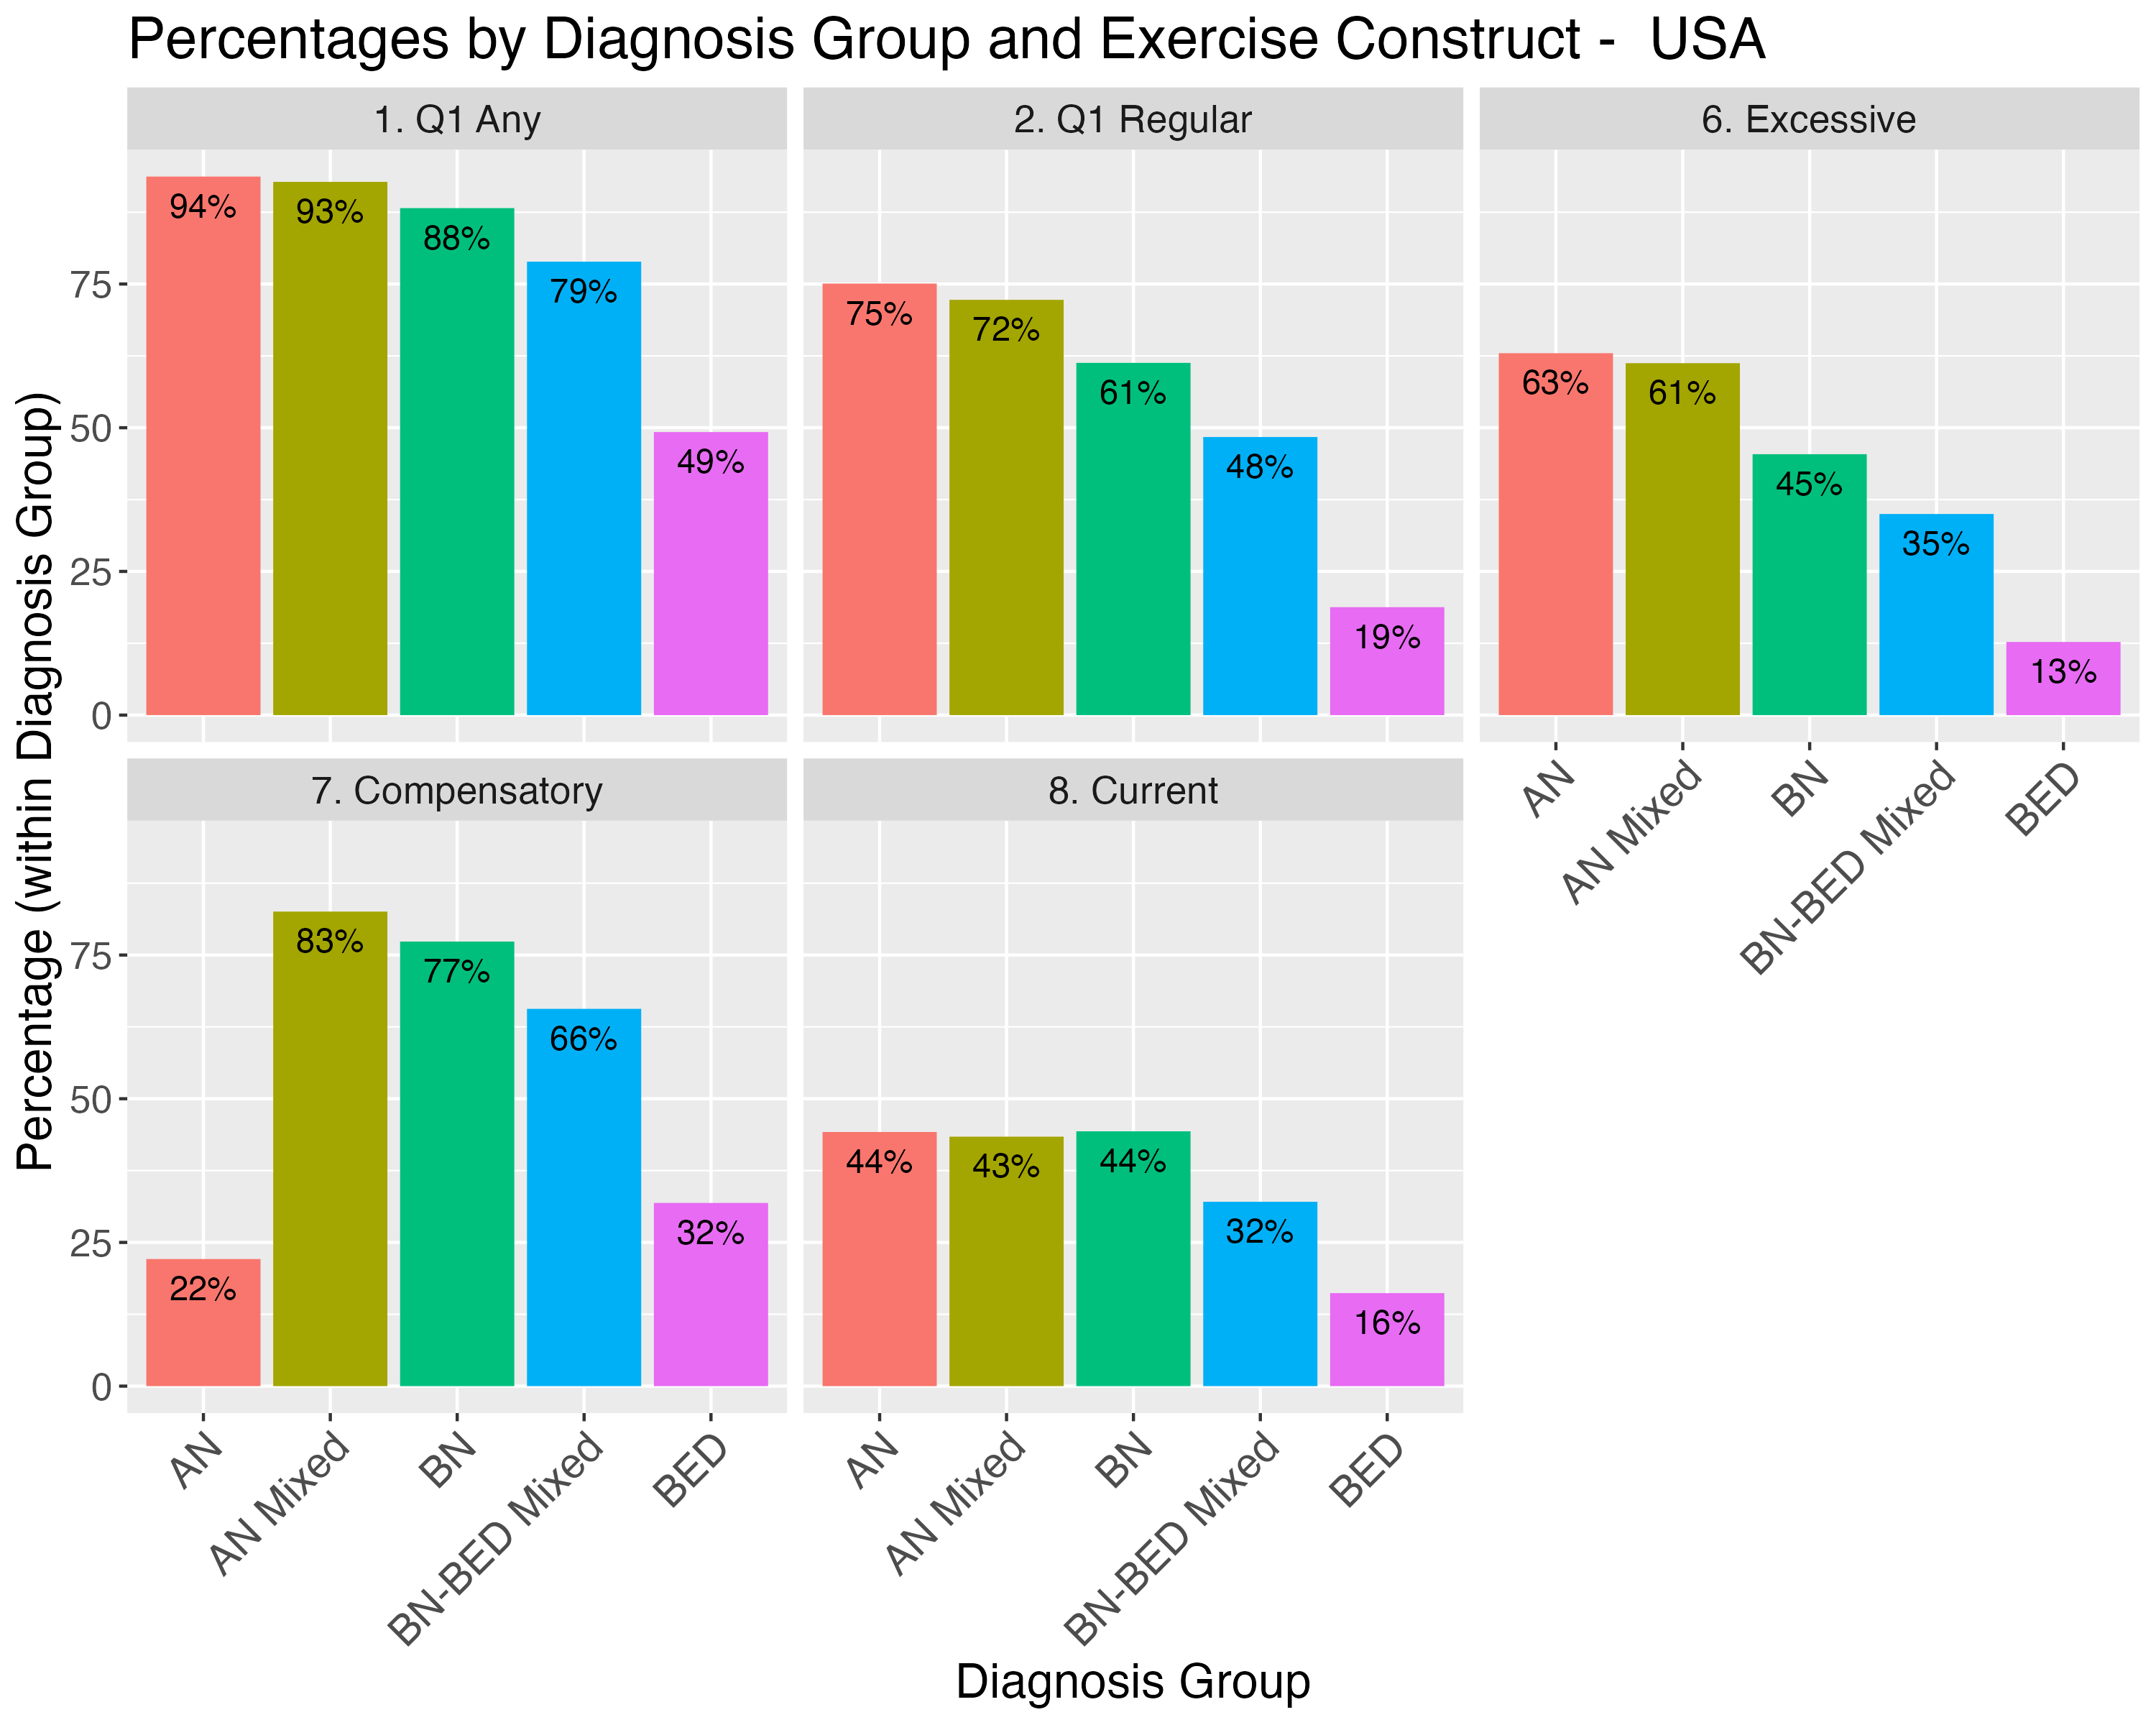 Percentages by Diagnosis Group and Exercise Construct - USA
1. Q1 Any
2. Q1 Regular
6. Excessive
94%
93%
88%
79%
49%
75%
72%
61%
48%
19%
63%
61%
45%
35%
13%
75
50
25
0
AN
AN Mixed
BN
BN-BED Mixed
BED
7. Compensatory
8. Current
22%
83%
77%
66%
32%
44%
43%
44%
32%
16%
75
50
25
0
AN
AN Mixed
BN
BN-BED Mixed
BED
AN
AN Mixed
BN
BN-BED Mixed
BED
Percentage (within Diagnosis Group)
Diagnosis Group